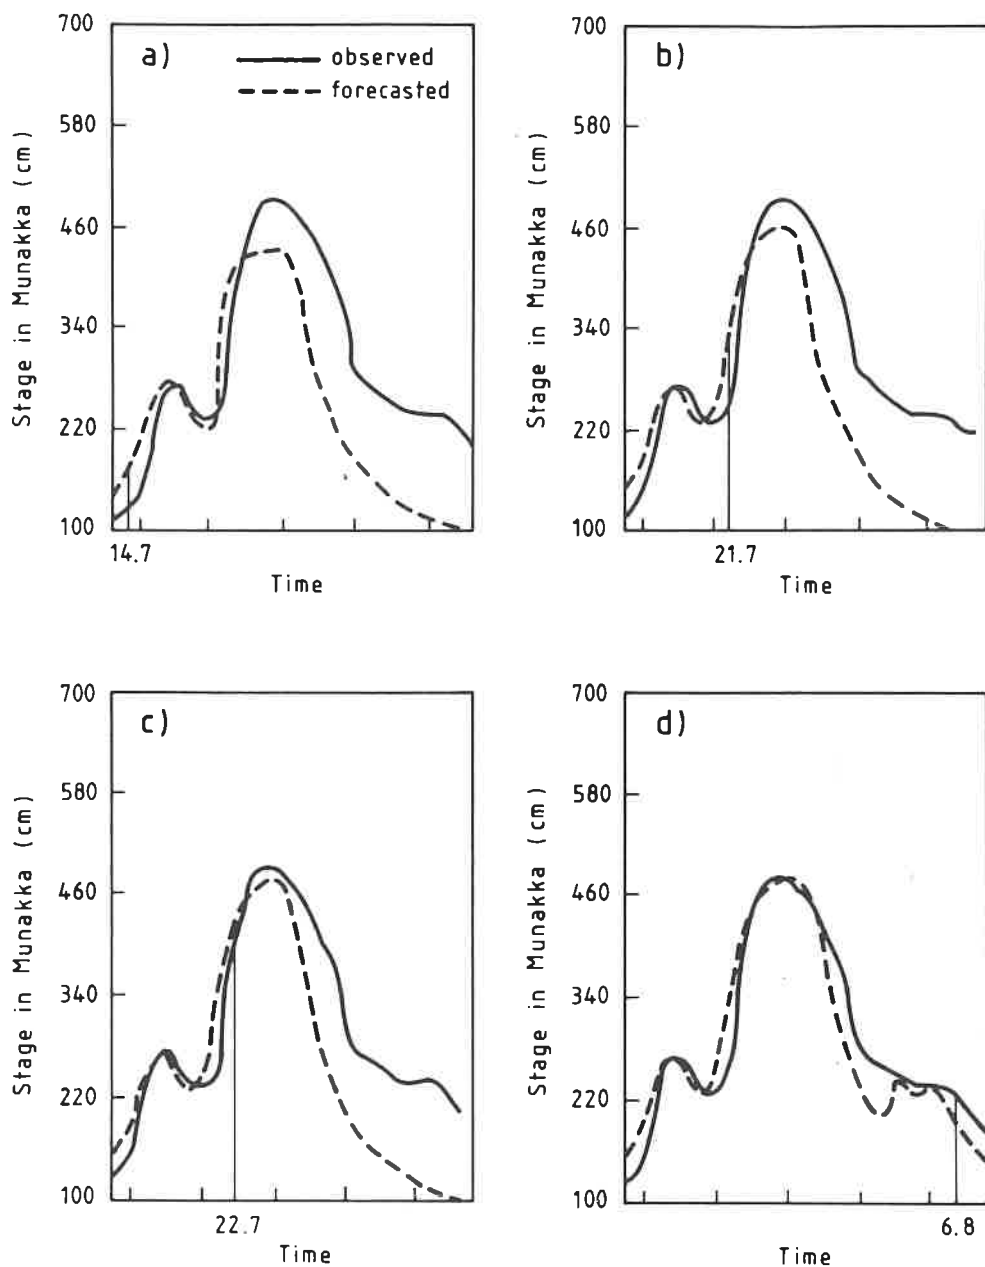 a)
observed
forecasted
700
580
460
340
220
100
Stage in Munakka (cm)
14.7
Time
b)
700
580
460
340
220
100
Stage in Munakka (cm)
21.7
Time
c)
700
580
460
340
220
100
Stage in Munakka (cm)
22.7
Time
d)
700
580
460
340
220
100
Stage in Munakka (cm)
6.8
Time